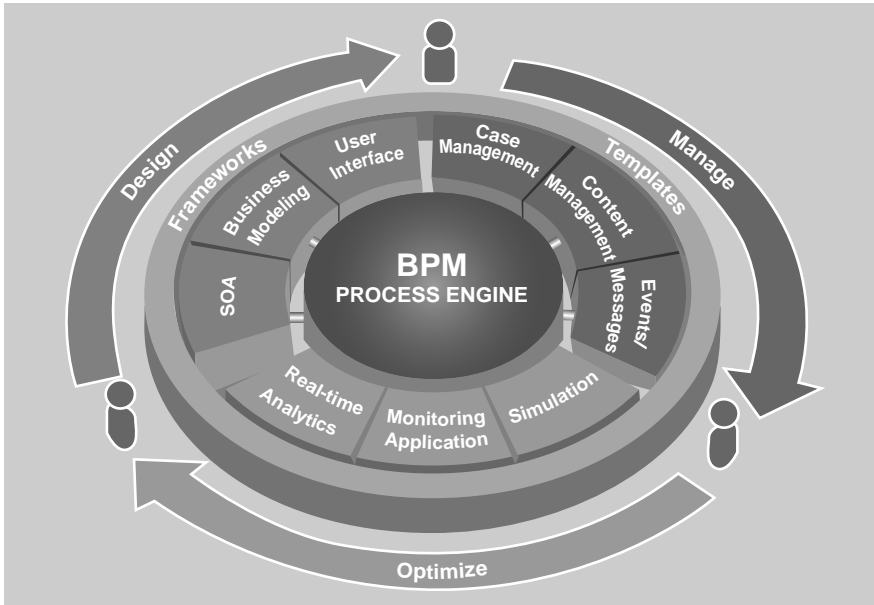 Design
Manage
Optimize
Frameworks
Templates
SOA
Business
Modeling
User
Interface
Case
Management
Content
Management
Events/
Messages
Real-time
Analytics
Monitoring
Application
Simulation
BPM
PROCESS ENGINE